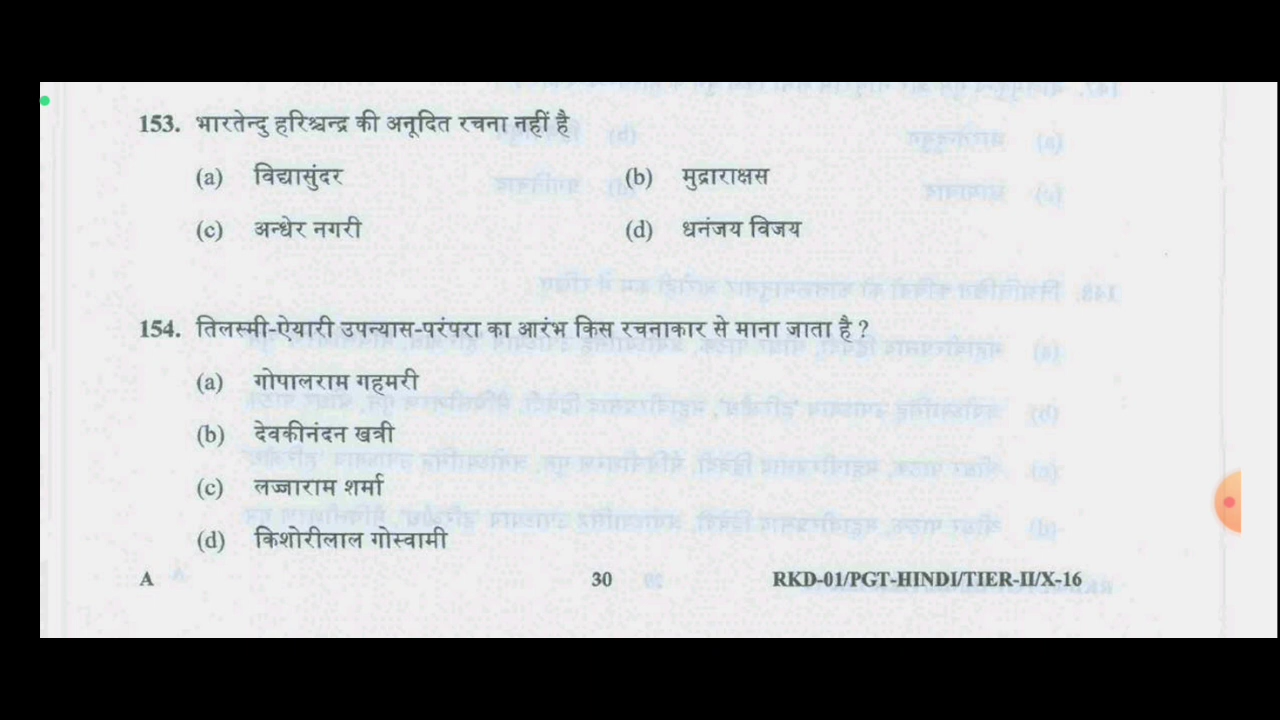 153. भारतेन्दु हरिश्चन्द्र की अनूदित रचना नहीं है
(a) विद्यासुंदर (b) मुद्राराक्षस
(c) अन्धेर नगरी (d) धनंजय विजय
154. तिलस्मी-ऐयारी उपन्यास-परंपरा का आरंभ किस रचनाकार से माना जाता है ?
(a) गोपालराम गहमरी
(b) देवकीनंदन खत्री
(c) लज्जाराम शर्मा
(d) किशोरीलाल गोस्वामी
A 30 RKD-01/PGT-HINDI/TIER-II/X-16